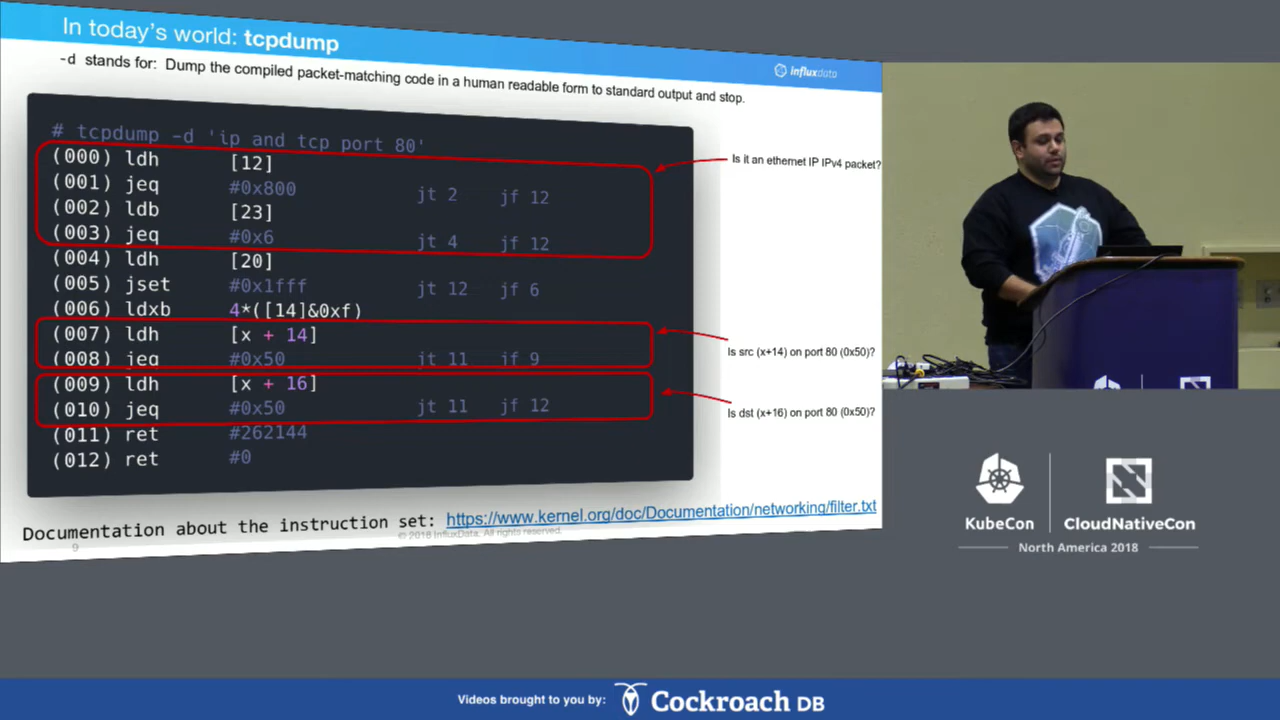 In today's world: tcpdump
-d stands for: Dump the compiled packet-matching code in a human readable form to standard output and stop.
influxdata
# tcpdump -d 'ip and tcp port 80'
(000) ldh [12]
(001) jeq #0x800 jt 2 jf 12
(002) ldb [23]
(003) jeq #0x6 jt 4 jf 12
(004) ldh [20]
(005) jset #0x1fff jt 12 jf 6
(006) ldxb 4*([14]&0xf)
(007) ldh [x + 14]
(008) jeq #0x50 jt 11 jf 9
(009) ldh [x + 16]
(010) jeq #0x50 jt 11 jf 12
(011) ret #262144
(012) ret #0
Is it an ethernet IP IPv4 packet?
Is src (x+14) on port 80 (0x50)?
Is dst (x+16) on port 80 (0x50)?
Documentation about the instruction set: https://www.kernel.org/doc/Documentation/networking/filter.txt
© 2018 InfluxData. All rights reserved.
9
KubeCon
CloudNativeCon
North America 2018
Videos brought to you by:
Cockroach DB